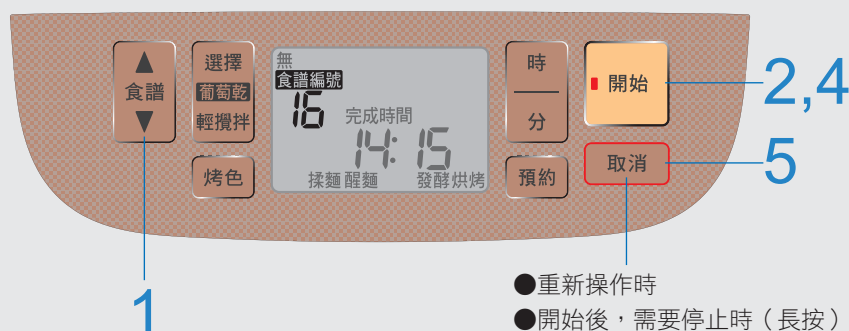 ▲
食譜
▼
選擇
葡萄乾
輕攪拌
烤色
無
食譜編號
16
完成時間
14:15
揉麵 醒麵 發酵 烘烤
時
分
預約
開始
取消
2,4
5
1
●重新操作時
●開始後，需要停止時（長按）